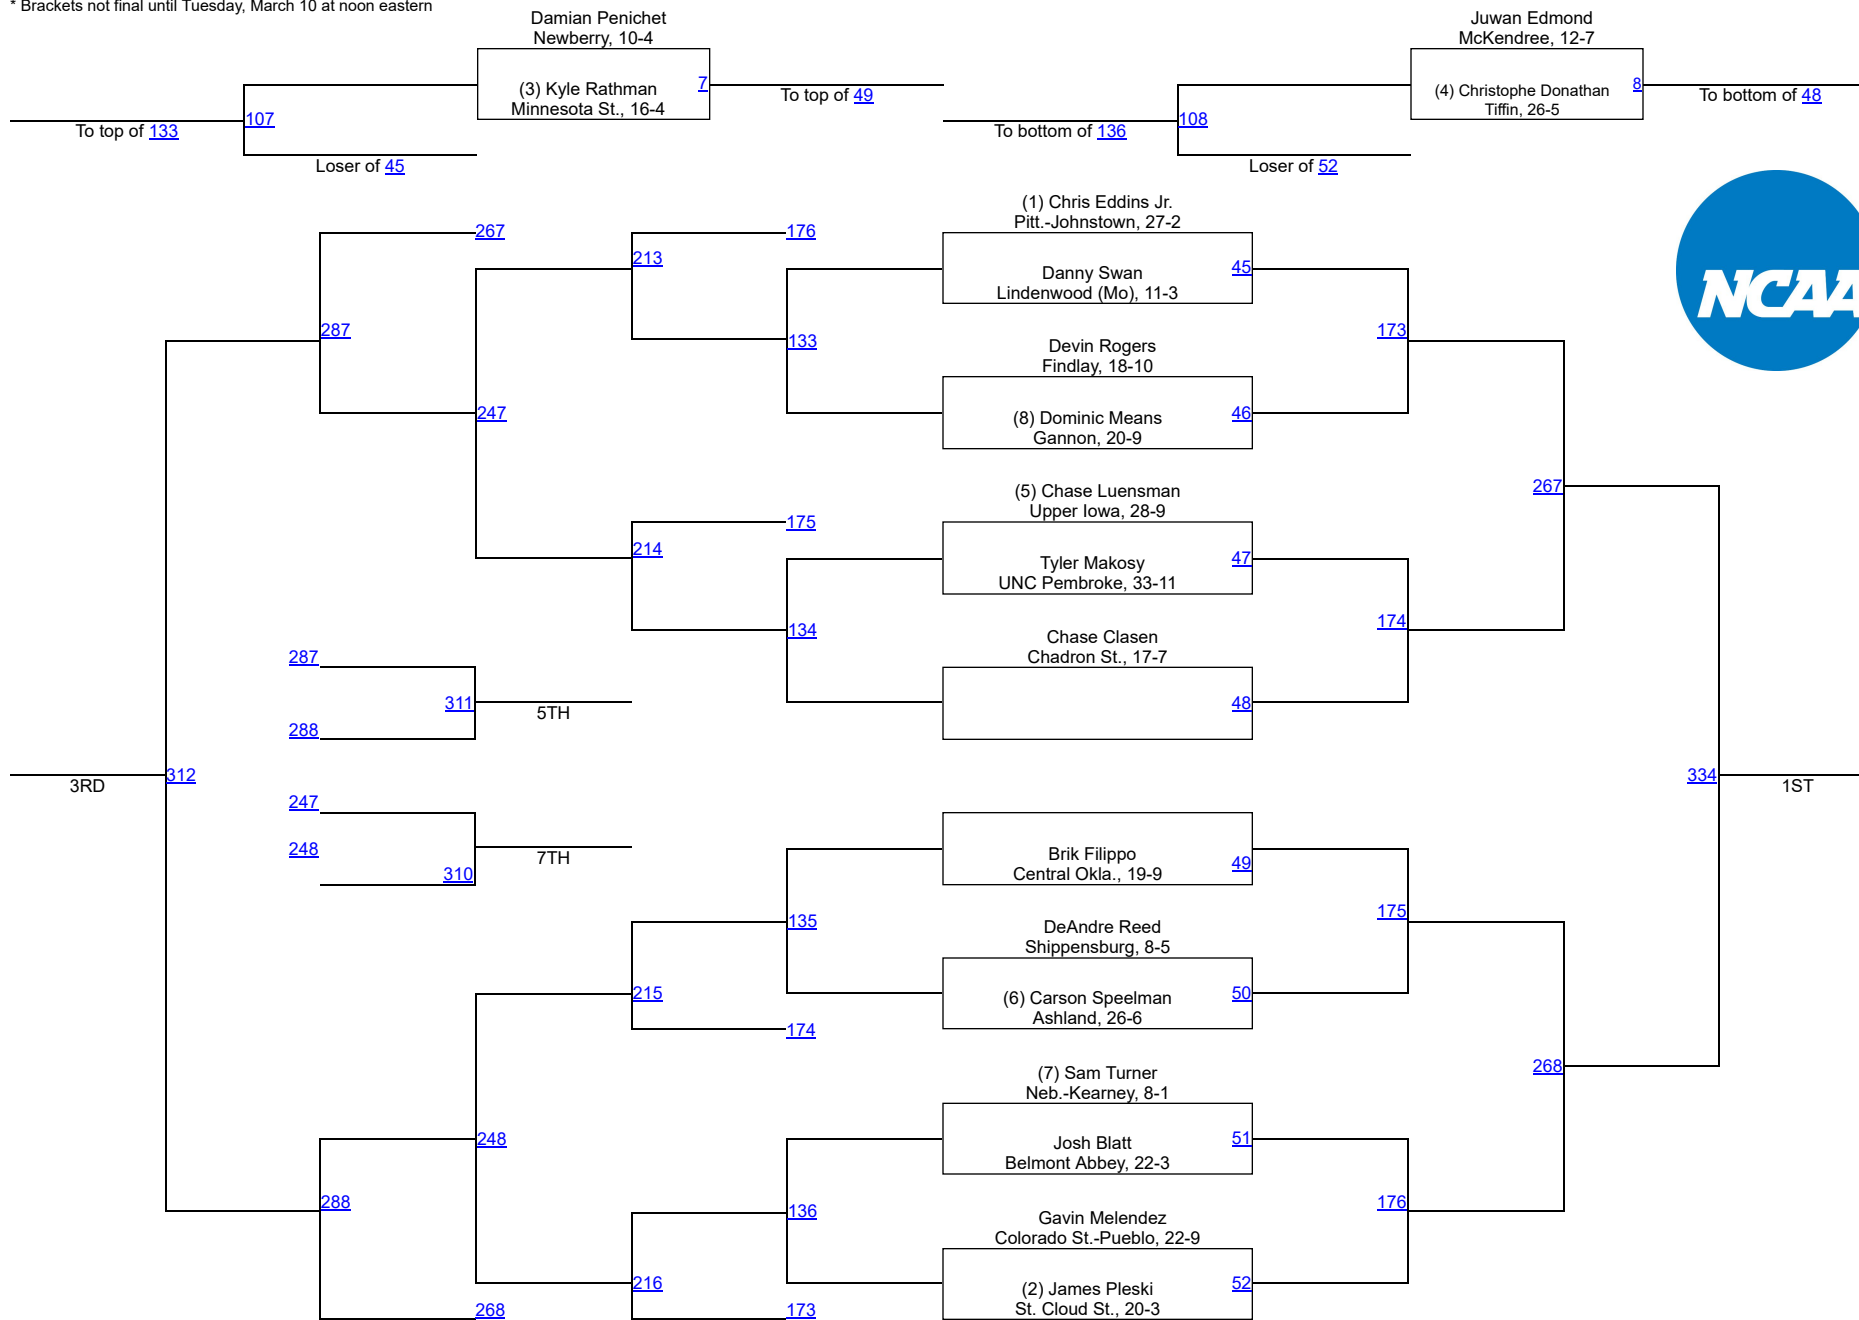 * Brackets not final until Tuesday, March 10 at noon eastern
Damian Penichet
Newberry, 10-4
(3) Kyle Rathman
Minnesota St., 16-4
7
To top of 49
107
To top of 133
Loser of 45
Juwan Edmond
McKendree, 12-7
(4) Christophe Donathan
Tiffin, 26-5
8
To bottom of 48
108
To bottom of 136
Loser of 52
NCAA
(1) Chris Eddins Jr.
Pitt.-Johnstown, 27-2
267
176
213
Danny Swan
Lindenwood (Mo), 11-3
45
287
133
173
Devin Rogers
Findlay, 18-10
247
(8) Dominic Means
Gannon, 20-9
46
(5) Chase Luensman
Upper Iowa, 28-9
267
175
214
Tyler Makosy
UNC Pembroke, 33-11
47
134
174
Chase Clasen
Chadron St., 17-7
287
311
5TH
48
288
3RD
312
334
1ST
247
248
7TH
310
Brik Filippo
Central Okla., 19-9
49
135
175
DeAndre Reed
Shippensburg, 8-5
215
(6) Carson Speelman
Ashland, 26-6
50
174
(7) Sam Turner
Neb.-Kearney, 8-1
268
248
Josh Blatt
Belmont Abbey, 22-3
51
288
136
176
Gavin Melendez
Colorado St.-Pueblo, 22-9
216
(2) James Pleski
St. Cloud St., 20-3
52
268
173